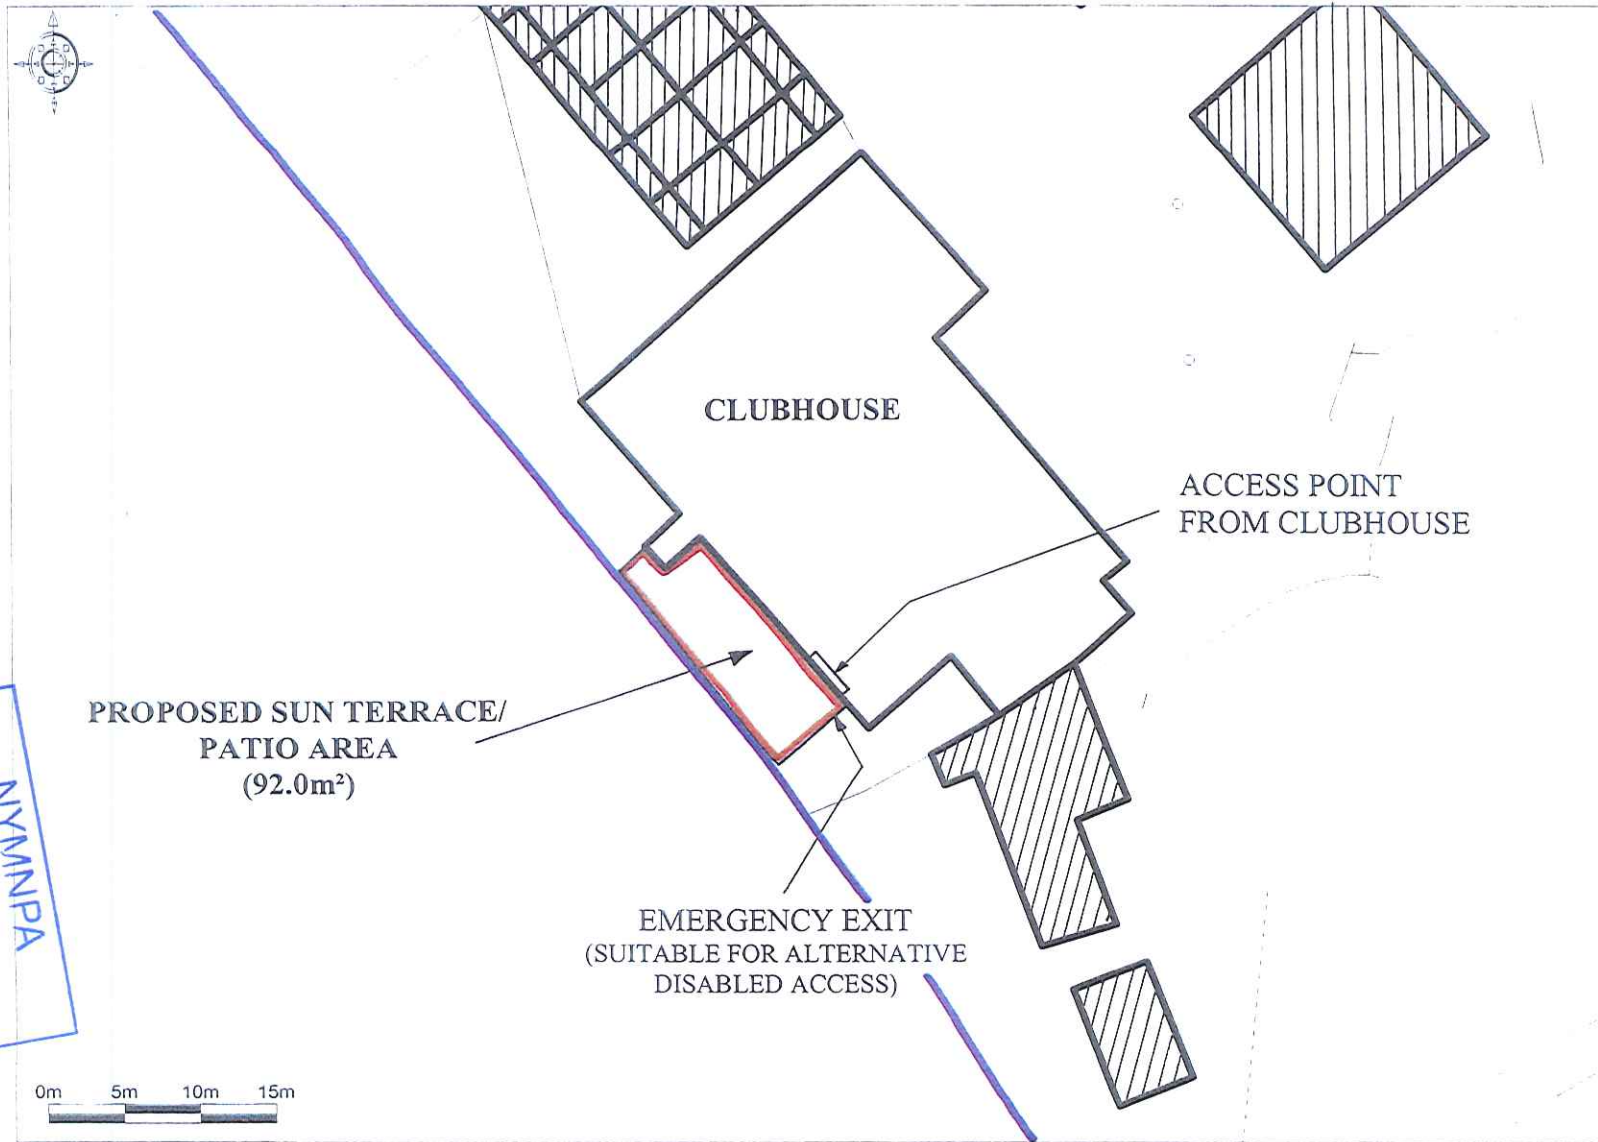 CLUBHOUSE
ACCESS POINT
FROM CLUBHOUSE
PROPOSED SUN TERRACE/
PATIO AREA
(92.0m²)
NYMNPA
EMERGENCY EXIT
(SUITABLE FOR ALTERNATIVE
DISABLED ACCESS)
0m 5m 10m 15m